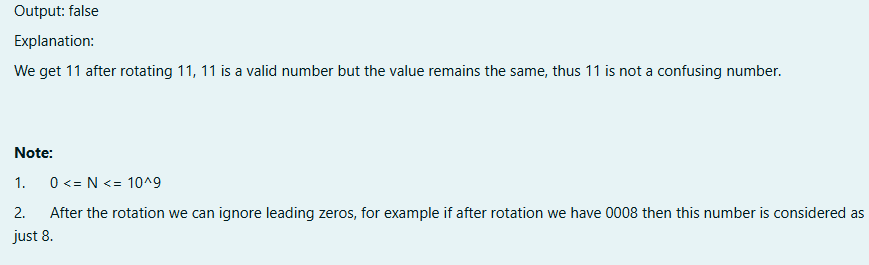 Output: false
Explanation:
We get 11 after rotating 11, 11 is a valid number but the value remains the same, thus 11 is not a confusing number.
Note:
1. 0 <= N <= 10^9
2. After the rotation we can ignore leading zeros, for example if after rotation we have 0008 then this number is considered as
just 8.